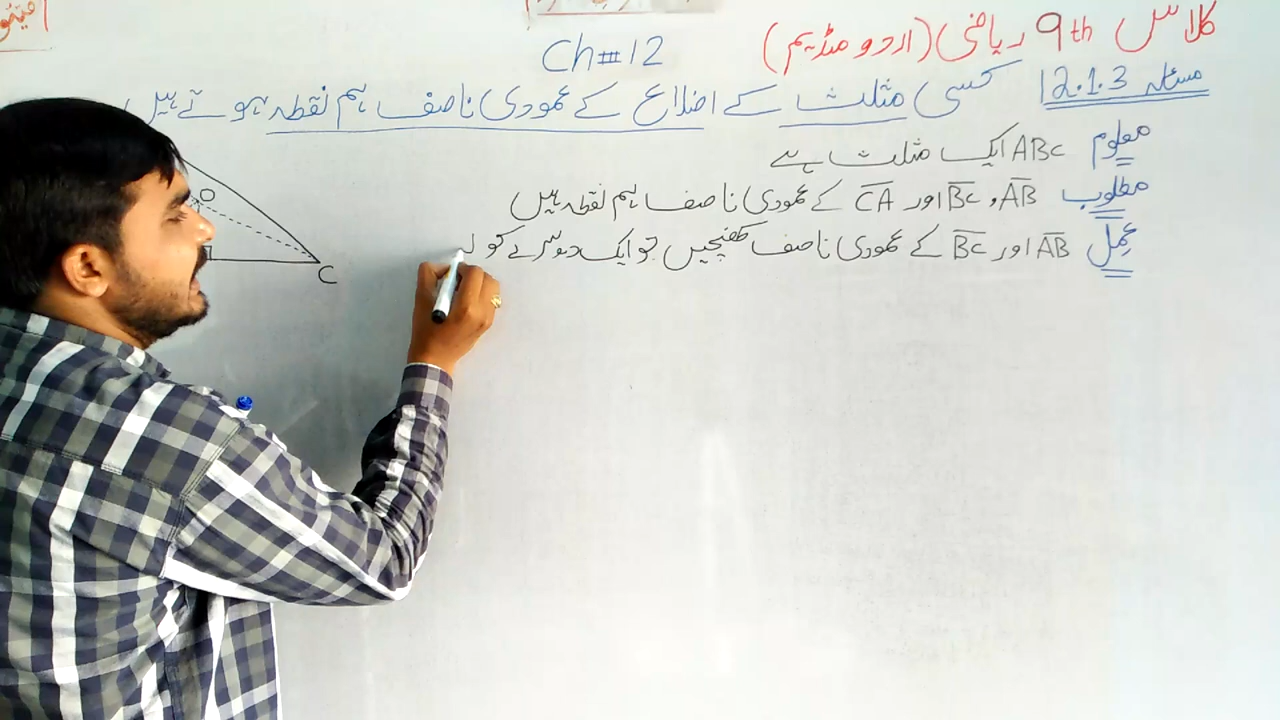 کلاس 9th ریاضی (اردو میڈیم)
Ch#12
مسئلہ 12.1.3 کسی مثلث کے اضلاع کے عمودی ناصف ہم نقطہ ہوتے ہیں
معلوم ABC ایک مثلث ہے
مطلوب AB، BC اور CA کے عمودی ناصف ہم نقطہ ہیں
عمل AB اور BC کے عمودی ناصف کھینچیں جو ایک دوسرے کو
O
C